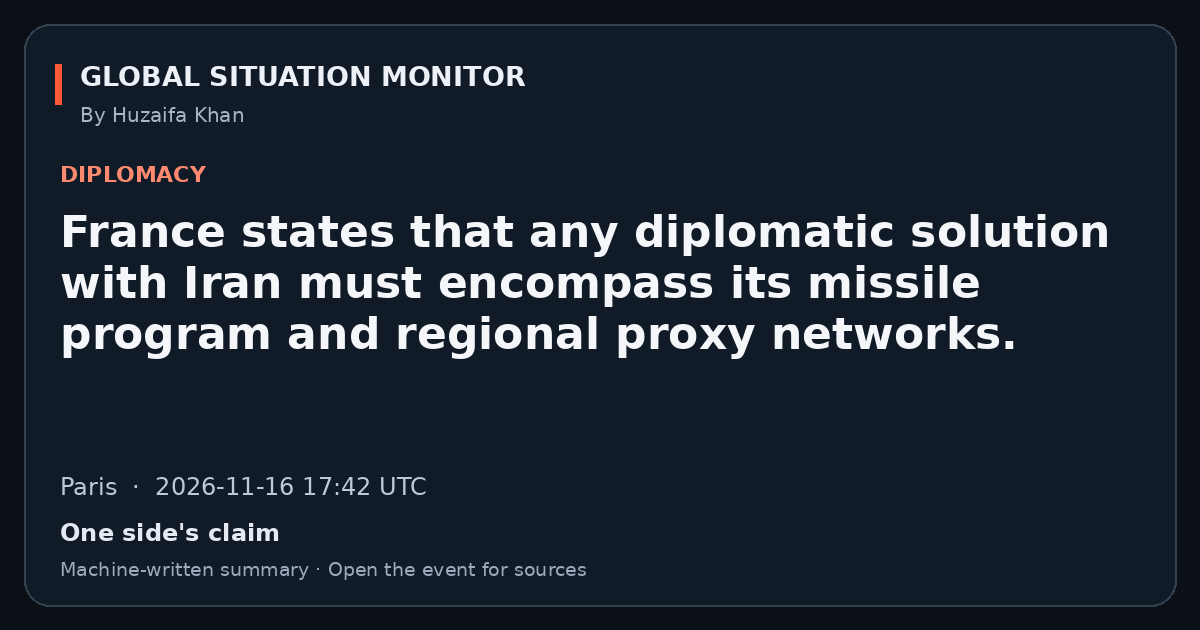 GLOBAL SITUATION MONITOR
By Huzaifa Khan
DIPLOMACY
France states that any diplomatic solution
with Iran must encompass its missile
program and regional proxy networks.
Paris · 2026-11-16 17:42 UTC
One side's claim
Machine-written summary · Open the event for sources